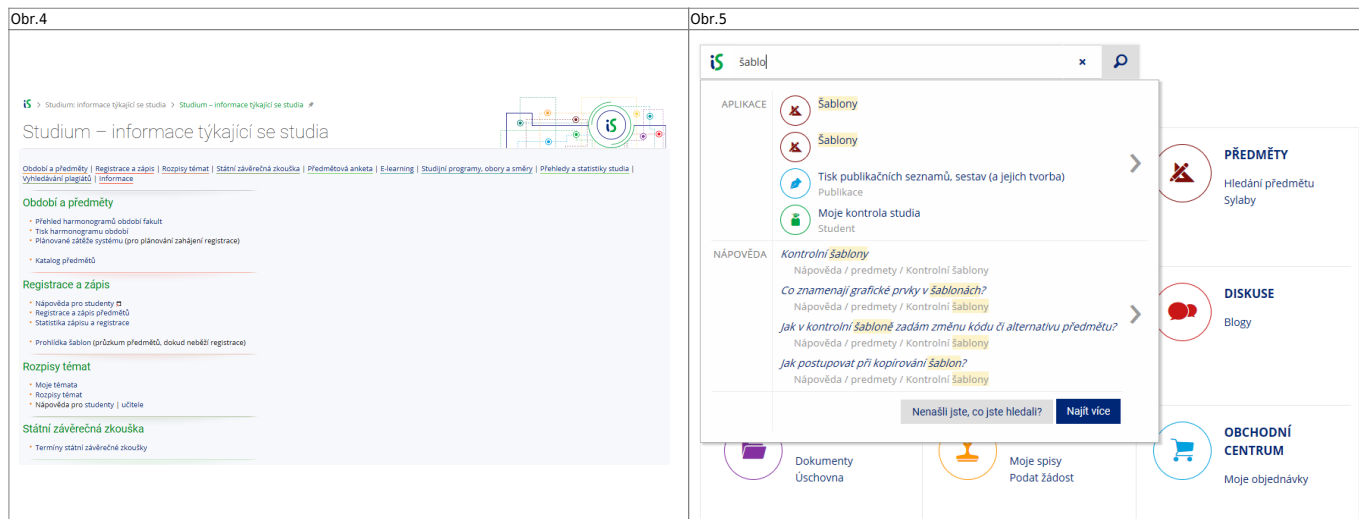 Obr.4
Obr.5
iS > Studium: informace týkající se studia > Studium – informace týkající se studia
Studium – informace týkající se studia
iS
Období a předměty | Registrace a zápis | Rozpisy témat | Státní závěrečná zkouška | Předmětová anketa | E-learning | Studijní programy, obory a směry | Přehledy a statistiky studia |
Vyhledávání plagiátů | Informace
Období a předměty
Přehled harmonogramů období fakult
Tisk harmonogramu období
Plánované zátěže systému (pro plánování zahájení registrace)
Katalog předmětů
Registrace a zápis
Nápověda pro studenty
Registrace a zápis předmětů
Statistika zápisu a registrace
Prohlídka šablon (průzkum předmětů, dokud neběží registrace)
Rozpisy témat
Moje témata
Rozpisy témat
Nápověda pro studenty | učitele
Státní závěrečná zkouška
Termíny státní závěrečné zkoušky
iS šablo
APLIKACE
Šablony
Šablony
Tisk publikačních seznamů, sestav (a jejich tvorba)
Publikace
Moje kontrola studia
Student
NÁPOVĚDA
Kontrolní šablony
Nápověda / predmety / Kontrolní šablony
Co znamenají grafické prvky v šablonách?
Nápověda / predmety / Kontrolní šablony
Jak v kontrolní šabloně zadám změnu kódu či alternativu předmětu?
Nápověda / predmety / Kontrolní šablony
Jak postupovat při kopírování šablon?
Nápověda / predmety / Kontrolní šablony
Nenašli jste, co jste hledali?
Najít více
PŘEDMĚTY
Hledání předmětu
Sylaby
DISKUSE
Blogy
Dokumenty
Úschovna
Moje spisy
Podat žádost
OBCHODNÍ
CENTRUM
Moje objednávky